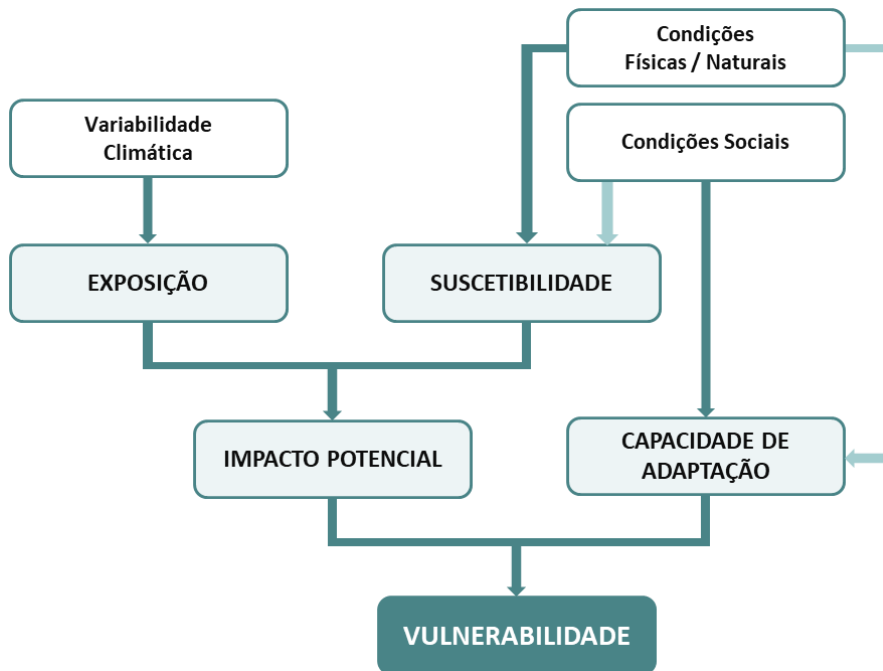 Condições
Físicas / Naturais
Variabilidade
Climática
Condições Sociais
EXPOSIÇÃO
SUSCETIBILIDADE
IMPACTO POTENCIAL
CAPACIDADE DE
ADAPTAÇÃO
VULNERABILIDADE